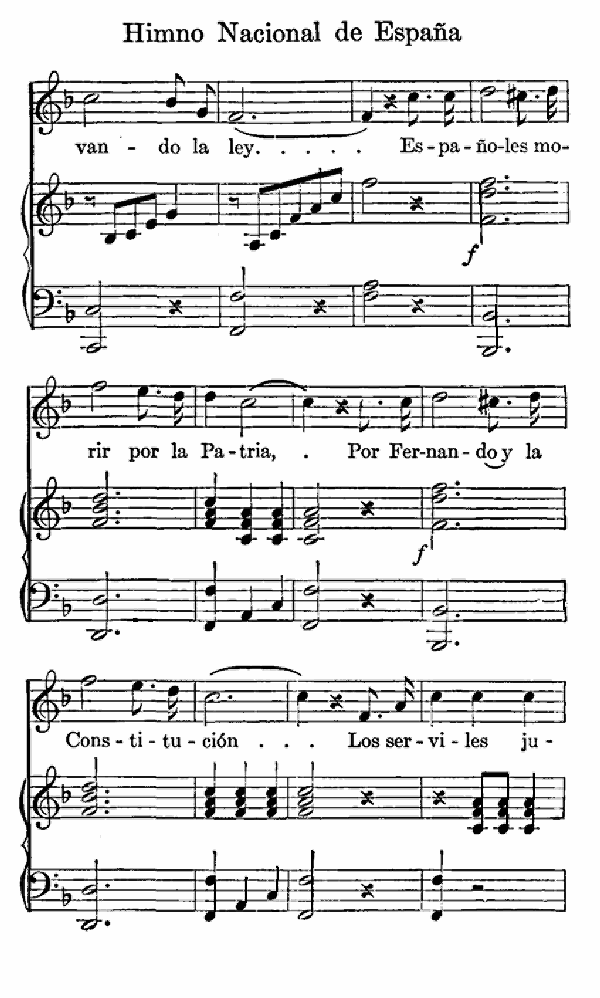 Himno Nacional de España
van - do la ley. . . . . . Es-pa-ño-les mo-
f
rir por la Pa-tria, . Por Fer-nan-do y la
f
Cons-ti-tu-ción . . . Los ser-vi-les ju-